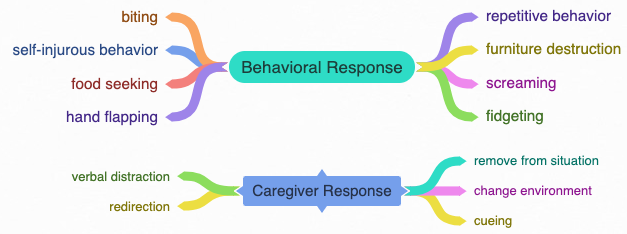 biting
self-injurous behavior
food seeking
hand flapping
Behavioral Response
repetitive behavior
furniture destruction
screaming
fidgeting
verbal distraction
redirection
Caregiver Response
remove from situation
change environment
cueing